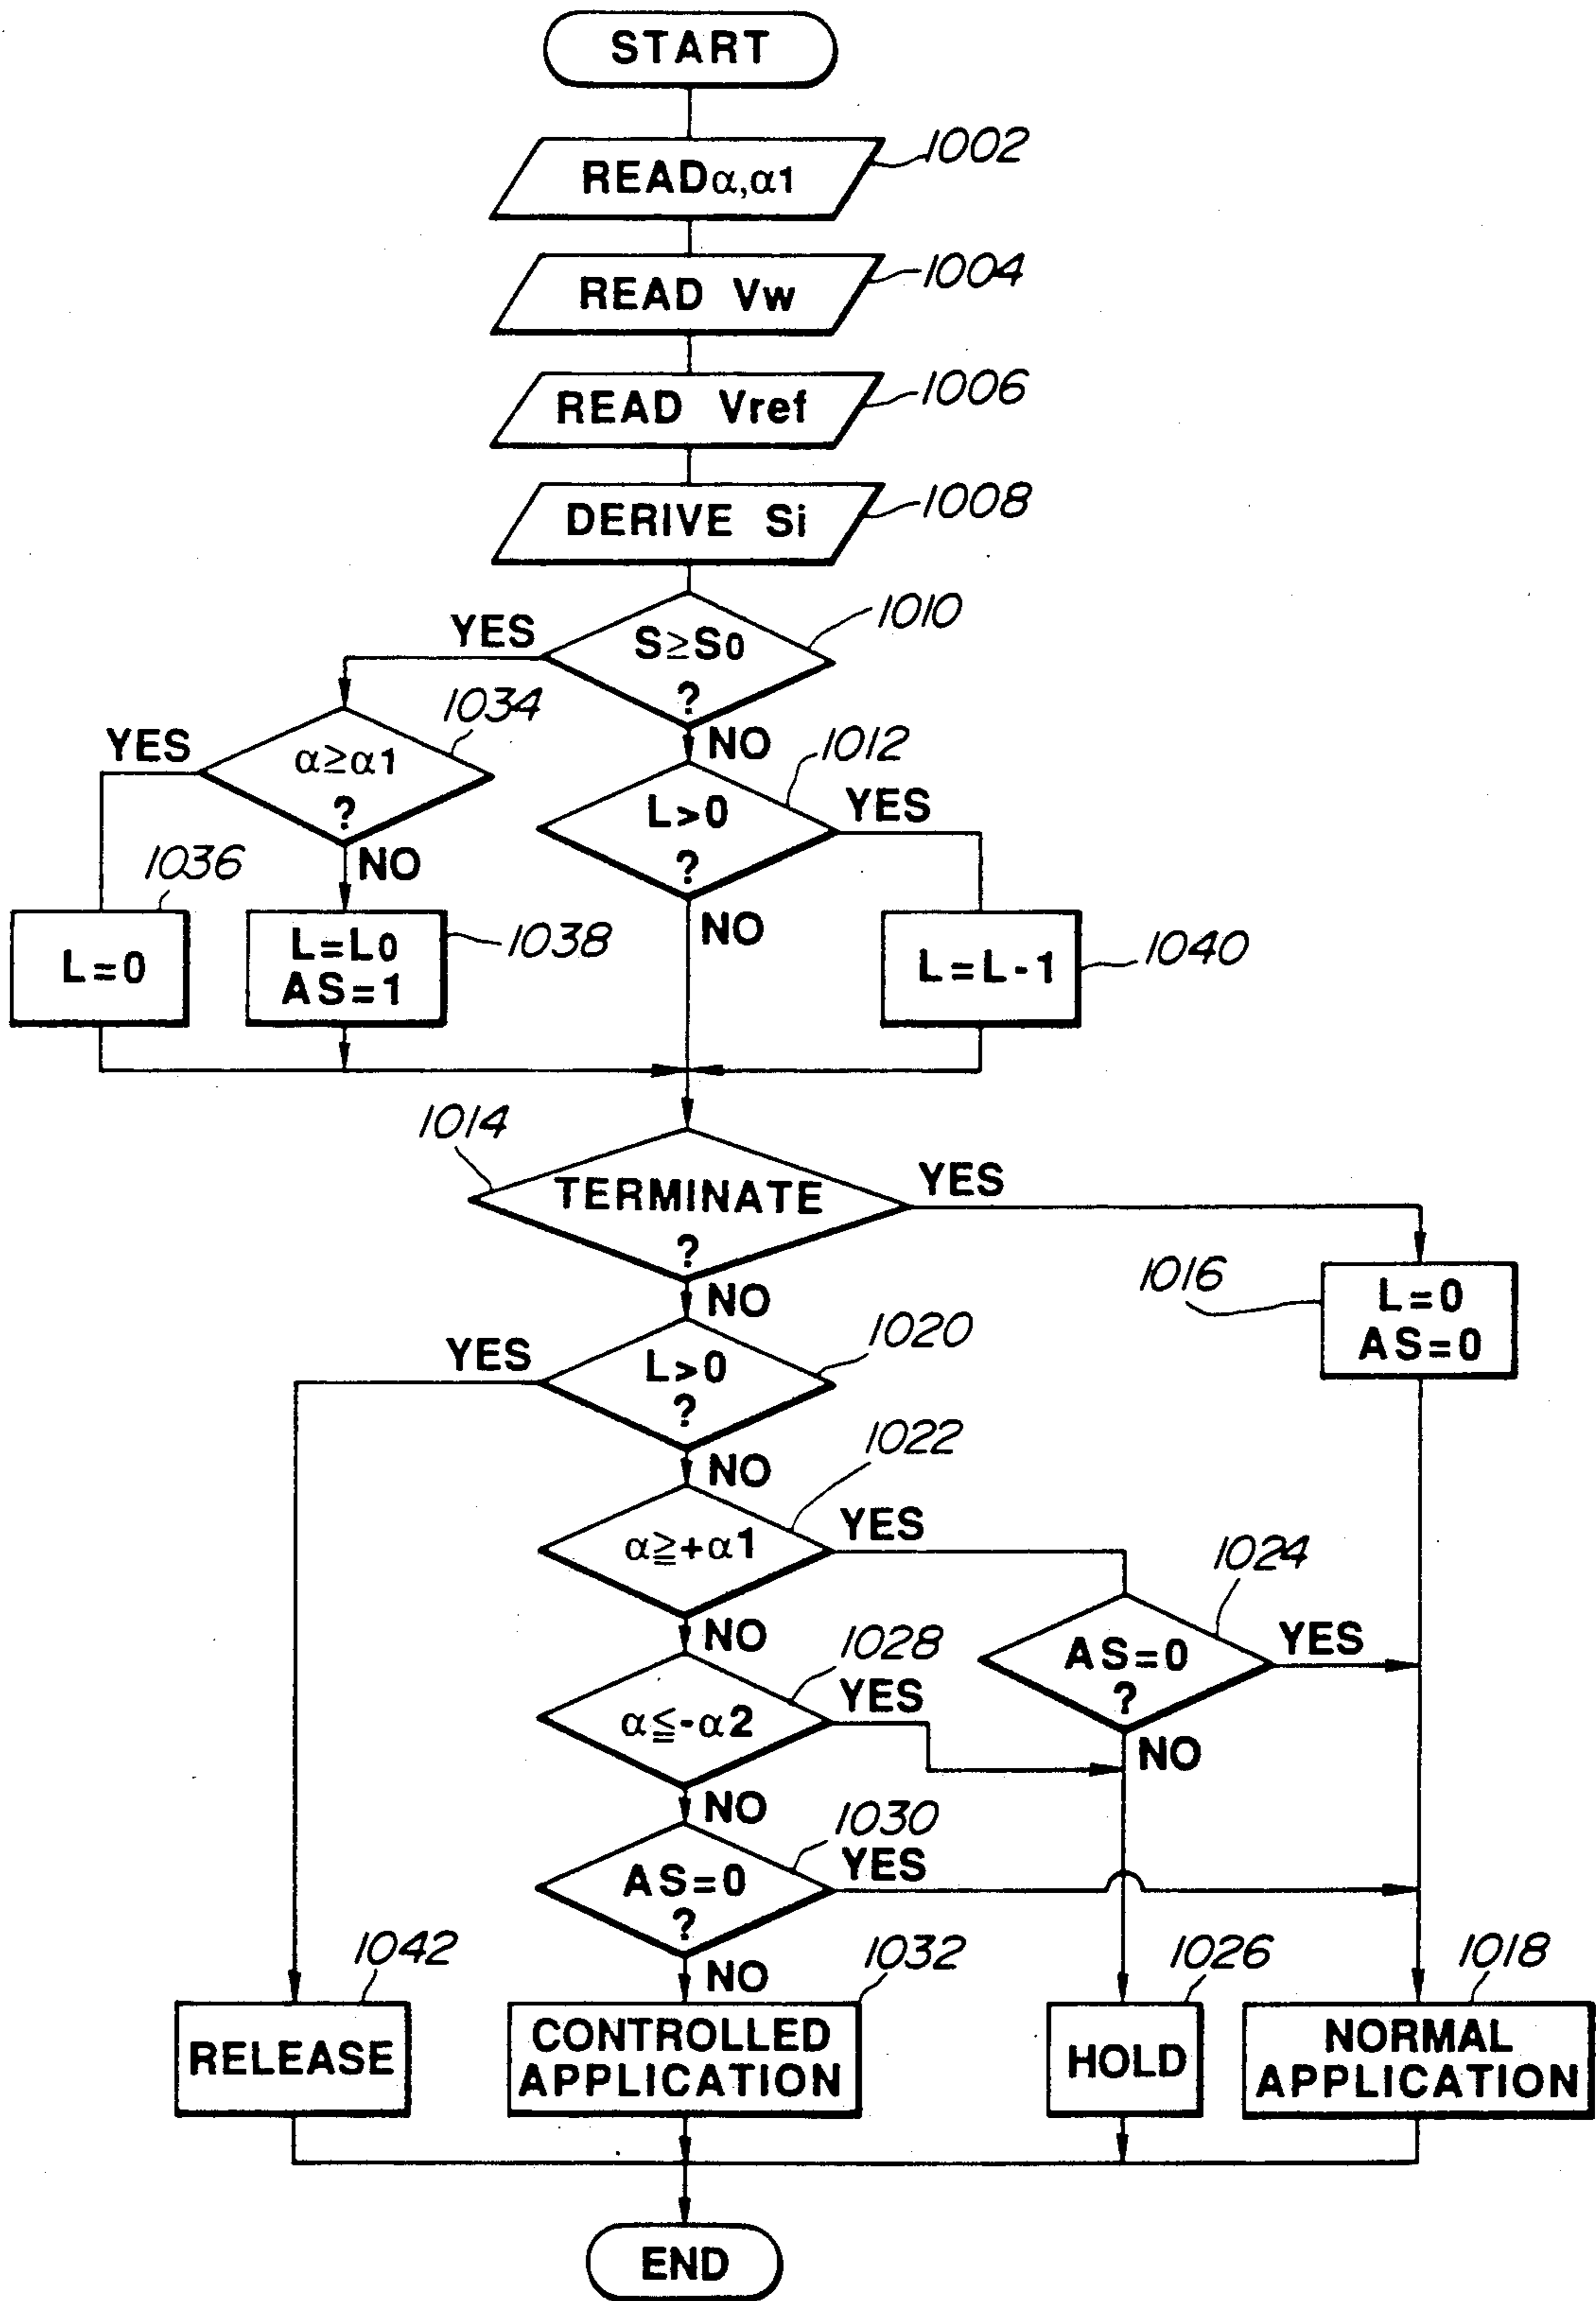 START
READ α, α1
1002
READ Vw
1004
READ Vref
1006
DERIVE Si
1008
S≥S0
?
1010
YES
NO
α≥α1
?
1034
YES
NO
L>0
?
1012
YES
NO
1036
L=0
L=L0
AS=1
1038
L=L-1
1040
1014
TERMINATE
?
YES
NO
1016
L=0
AS=0
L>0
?
1020
YES
NO
1022
α≧+α1
YES
NO
1024
AS=0
?
YES
NO
1028
α≦-α2
YES
NO
1030
AS=0
?
YES
NO
1042
RELEASE
1032
CONTROLLED
APPLICATION
1026
HOLD
1018
NORMAL
APPLICATION
END